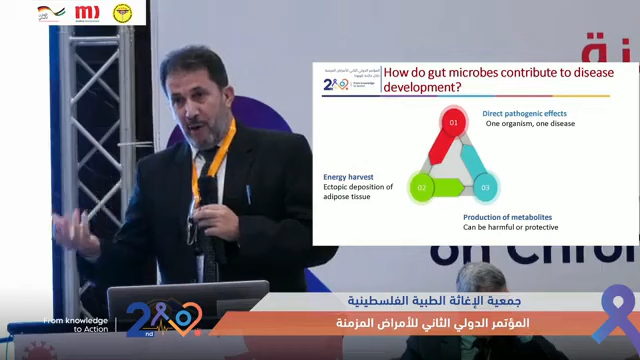 mj
How do gut microbes contribute to disease
development?
01
Direct pathogenic effects
One organism, one disease
Energy harvest
Ectopic deposition of
adipose tissue
02
03
Production of metabolites
Can be harmful or protective
on Chron
جمعية الإغاثة الطبية الفلسطينية
From knowledge
to Action
2nd
المؤتمر الدولي الثاني للأمراض المزمنة